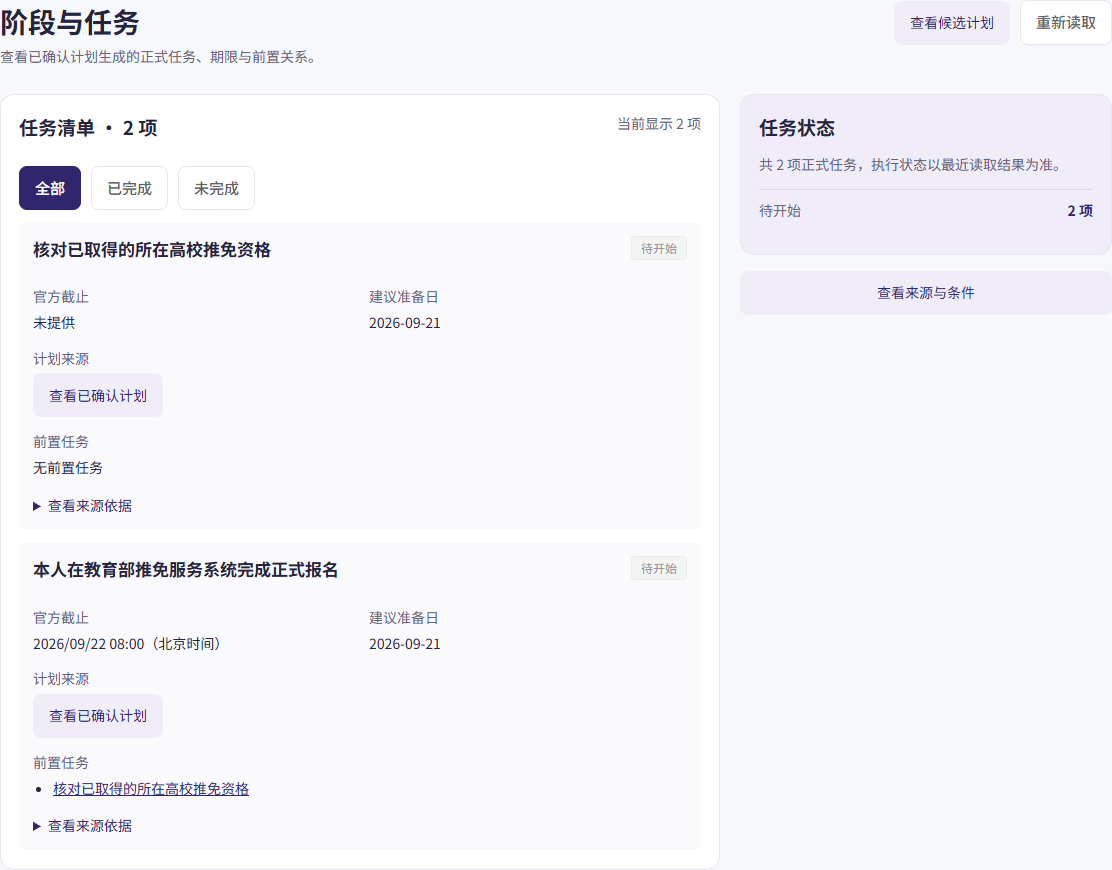 阶段与任务
查看候选计划
重新读取
查看已确认计划生成的正式任务、期限与前置关系。
任务清单 • 2 项
当前显示 2 项
全部
已完成
未完成
核对已取得的所在高校推免资格
待开始
官方截止
建议准备日
未提供
2026-09-21
计划来源
查看已确认计划
前置任务
无前置任务
查看来源依据
本人在教育部推免服务系统完成正式报名
待开始
官方截止
建议准备日
2026/09/22 08:00（北京时间）
2026-09-21
计划来源
查看已确认计划
前置任务
核对已取得的所在高校推免资格
查看来源依据
任务状态
共 2 项正式任务，执行状态以最近读取结果为准。
待开始
2 项
查看来源与条件